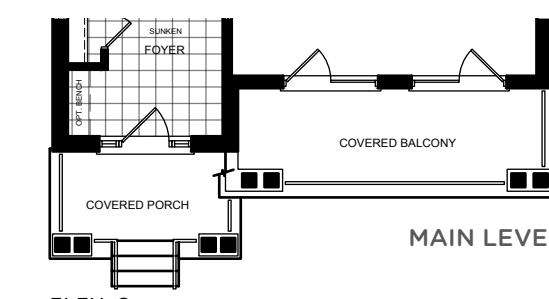 SUNKEN
FOYER
OPT. BENCH
COVERED BALCONY
COVERED PORCH
MAIN LEVE